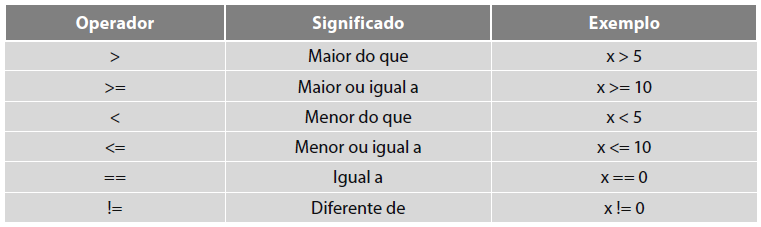 Operador Significado Exemplo
> Maior do que x > 5
>= Maior ou igual a x >= 10
< Menor do que x < 5
<= Menor ou igual a x <= 10
== Igual a x == 0
!= Diferente de x != 0